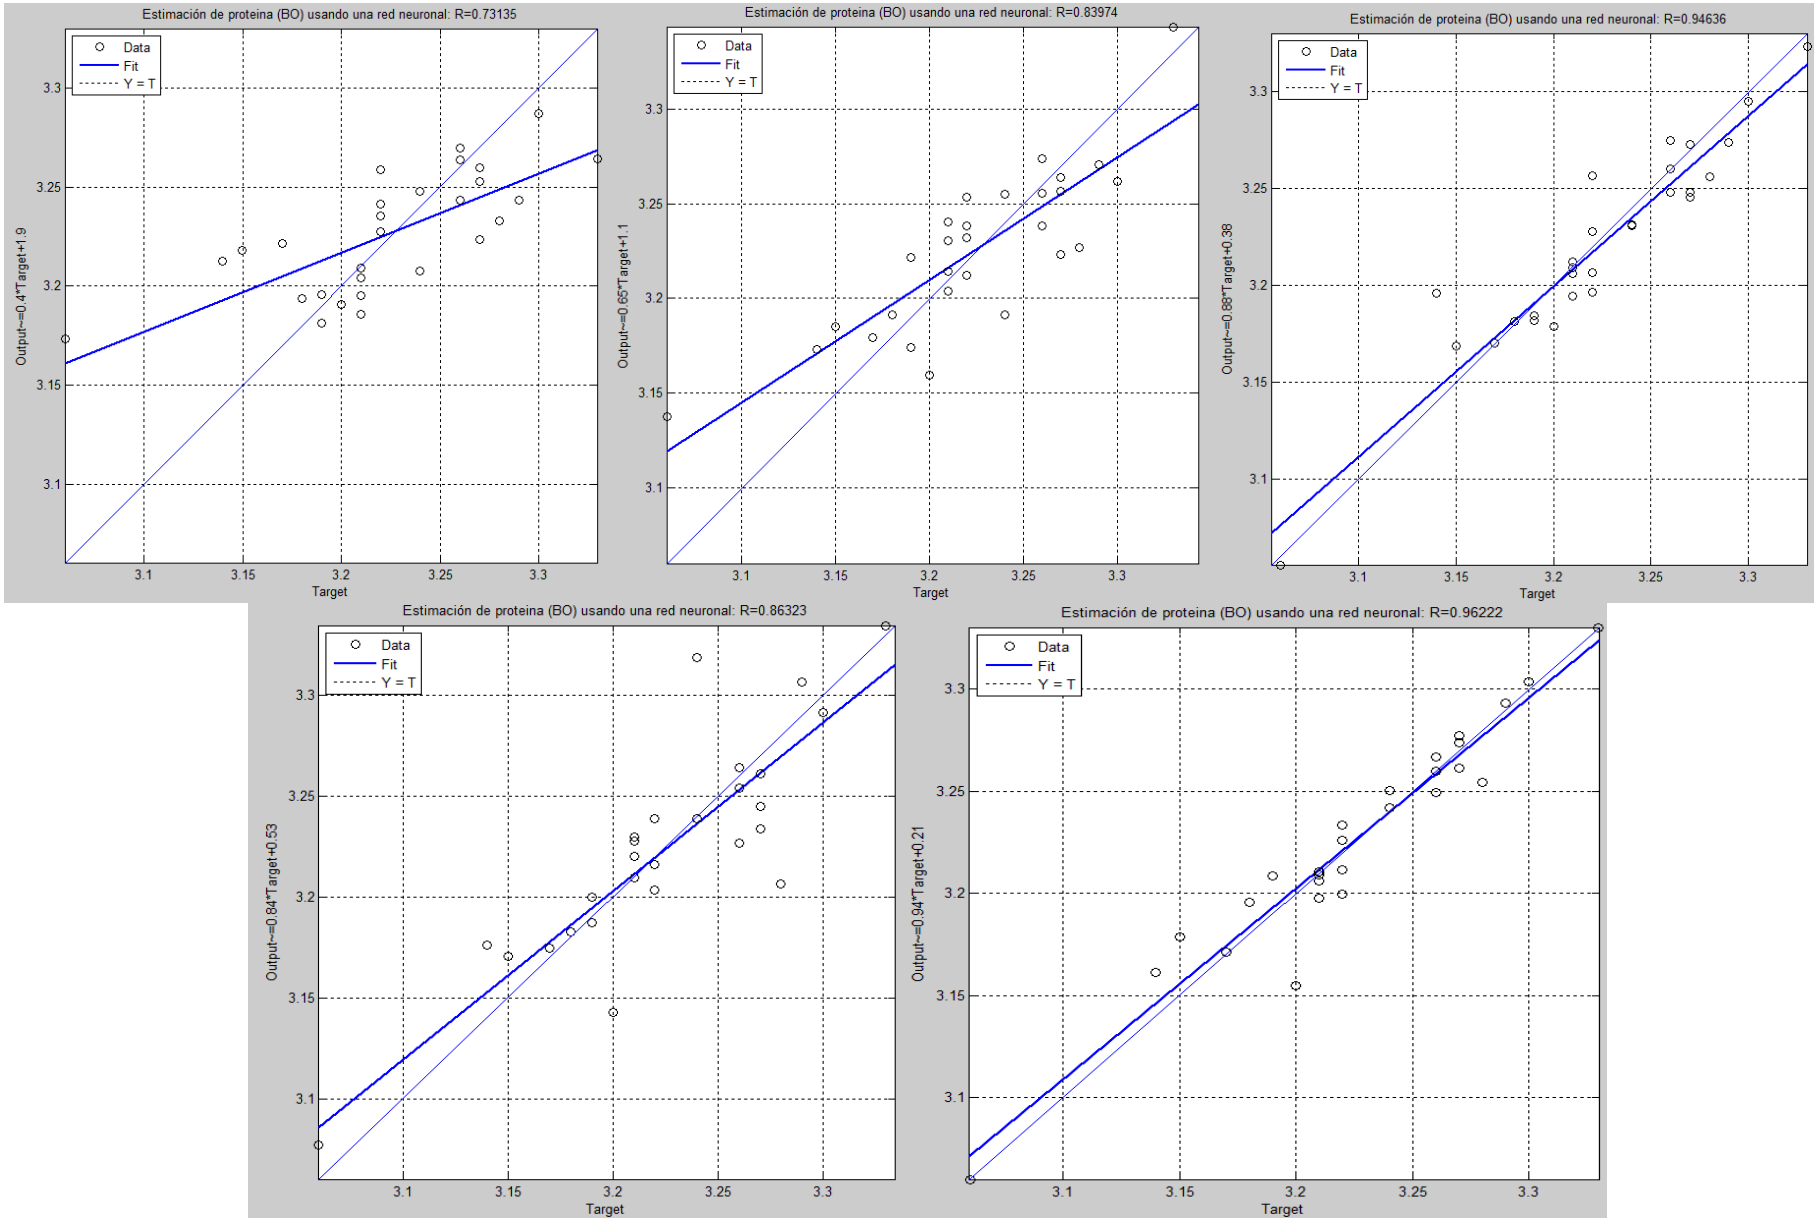 Estimación de proteina (BO) usando una red neuronal: R=0.73135
Data
Fit
Y = T
3.3
3.25
3.2
3.15
3.1
Output~=0.4*Target+1.9
3.1 3.15 3.2 3.25 3.3
Target
Estimación de proteina (BO) usando una red neuronal: R=0.83974
Data
Fit
Y = T
3.3
3.25
3.2
3.15
3.1
Output~=0.65*Target+1.1
3.1 3.15 3.2 3.25 3.3
Target
Estimación de proteina (BO) usando una red neuronal: R=0.94636
Data
Fit
Y = T
3.3
3.25
3.2
3.15
3.1
Output~=0.88*Target+0.38
3.1 3.15 3.2 3.25 3.3
Target
Estimación de proteina (BO) usando una red neuronal: R=0.86323
Data
Fit
Y = T
3.3
3.25
3.2
3.15
3.1
Output~=0.84*Target+0.53
3.1 3.15 3.2 3.25 3.3
Target
Estimación de proteina (BO) usando una red neuronal: R=0.96222
Data
Fit
Y = T
3.3
3.25
3.2
3.15
3.1
Output~=0.94*Target+0.21
3.1 3.15 3.2 3.25 3.3
Target